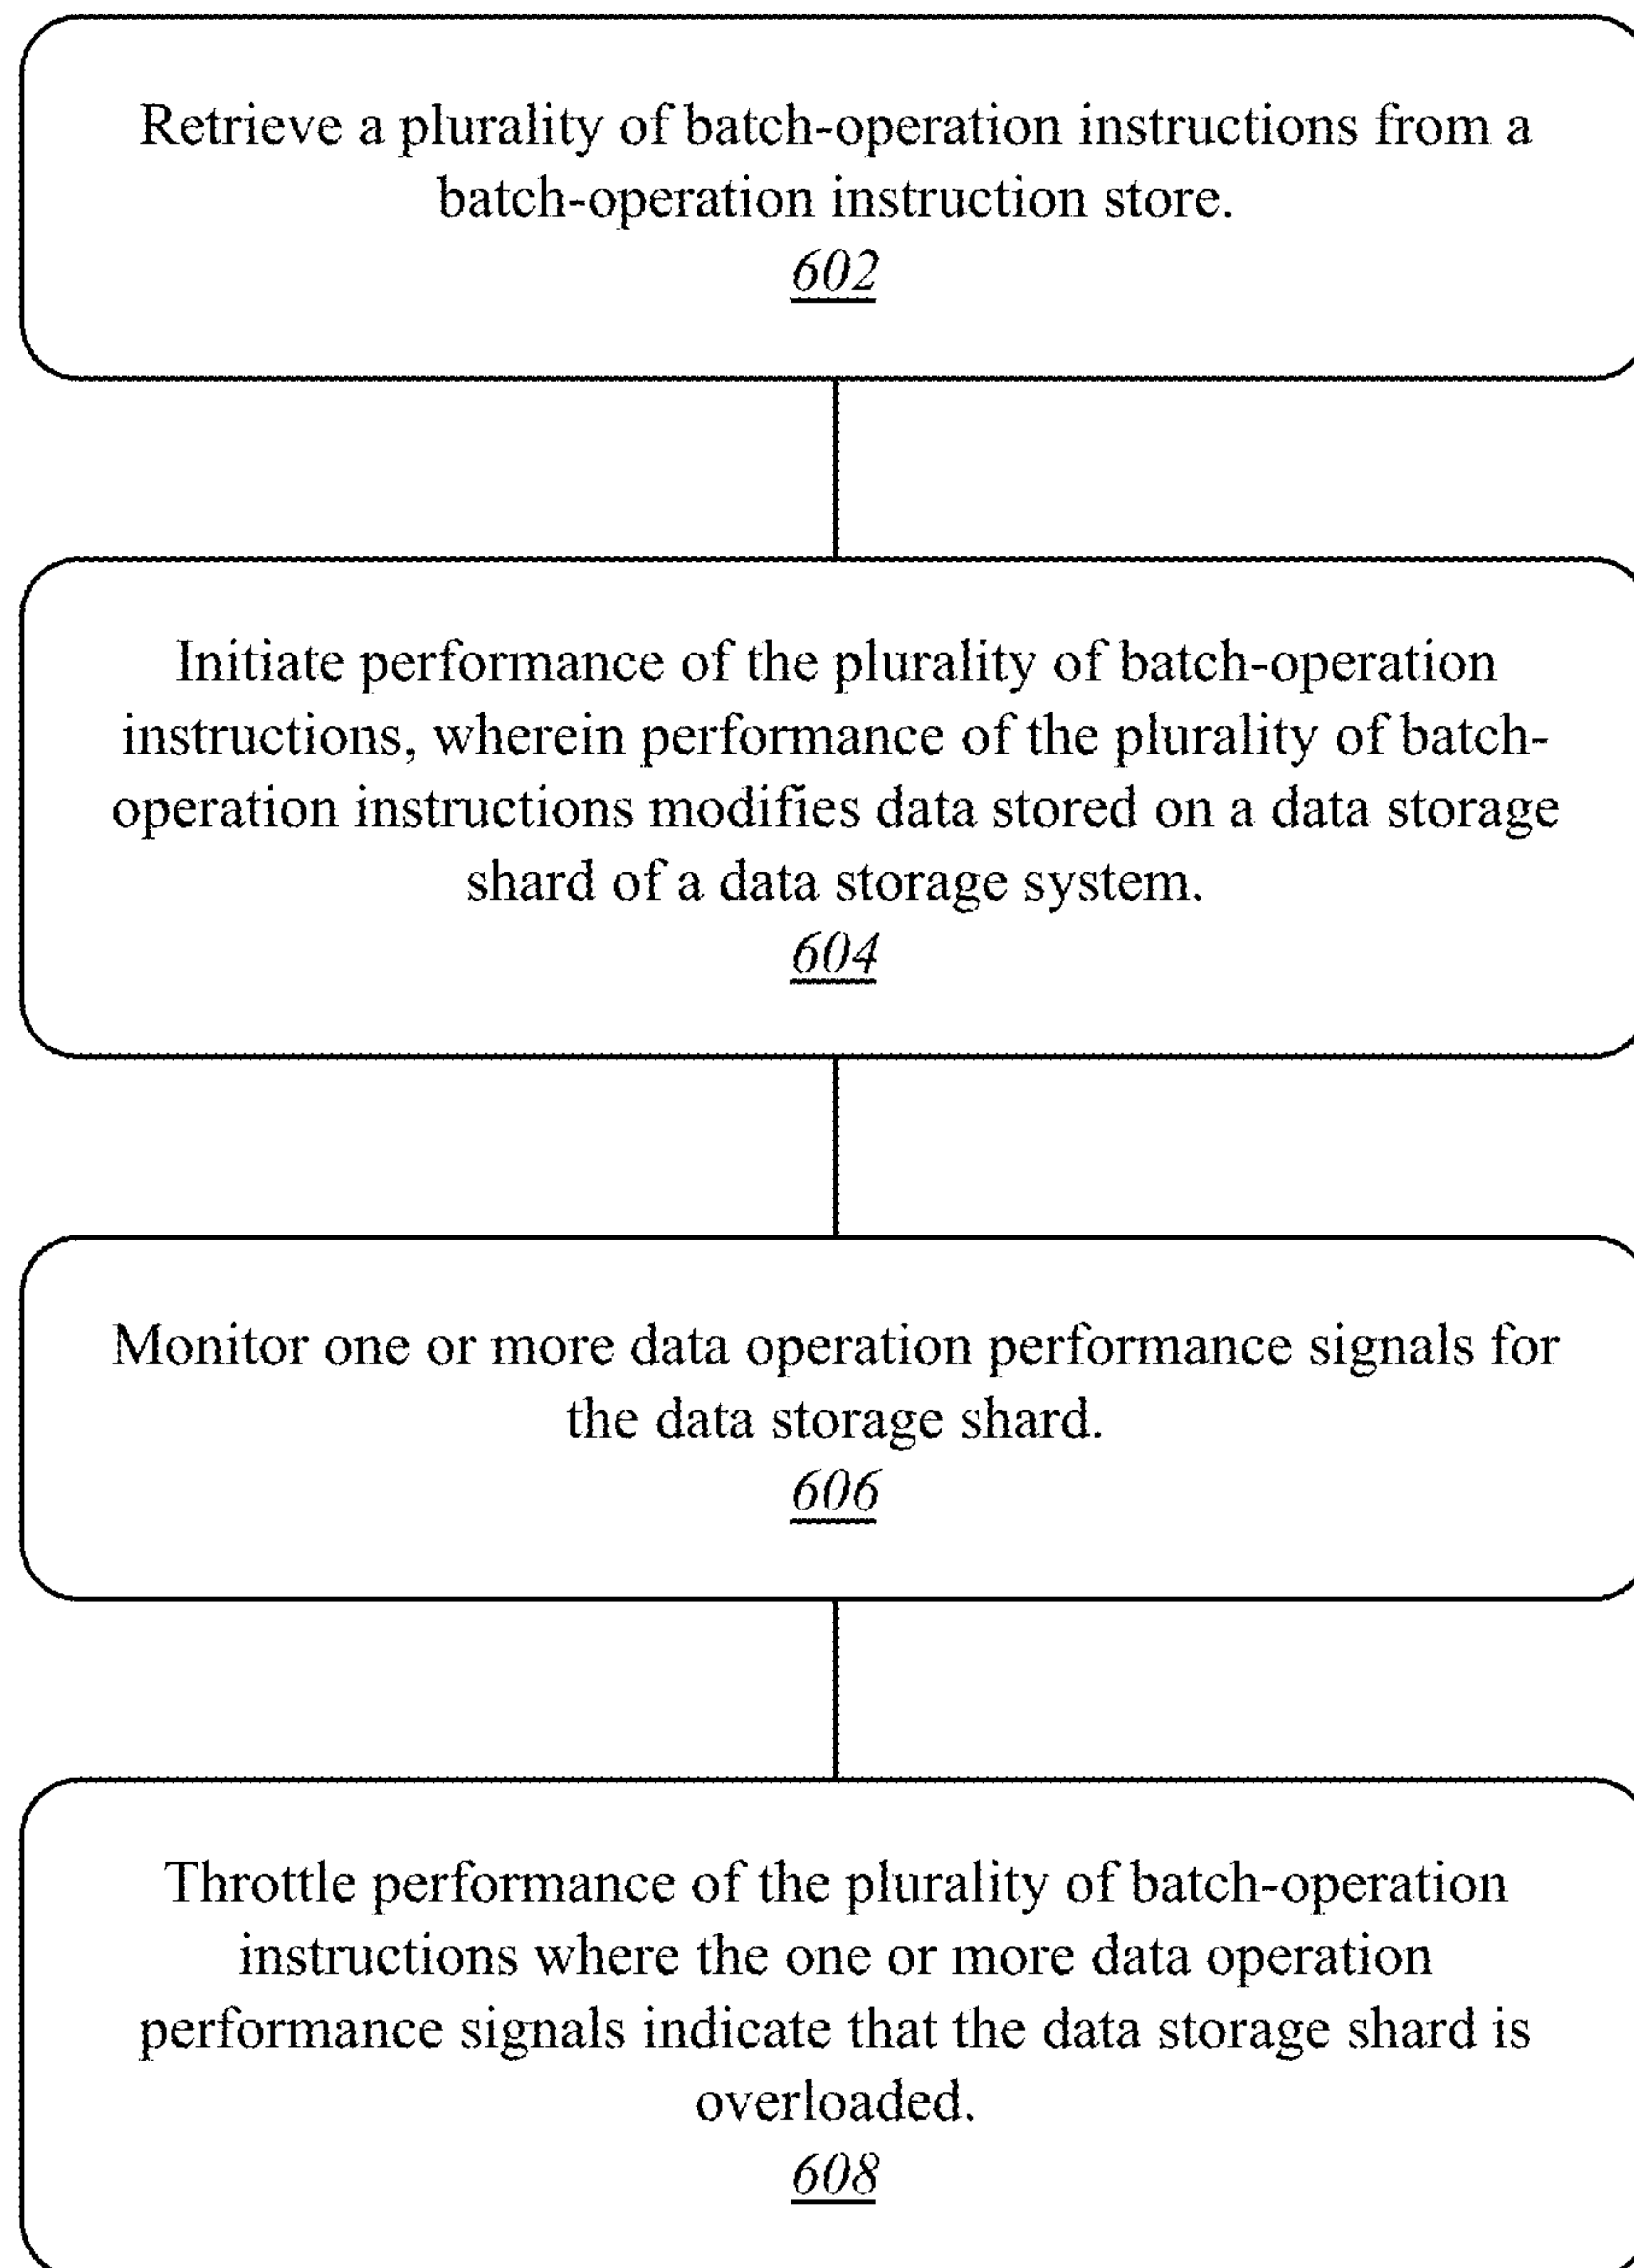 Retrieve a plurality of batch-operation instructions from a
batch-operation instruction store.
602
Initiate performance of the plurality of batch-operation
instructions, wherein performance of the plurality of batch-
operation instructions modifies data stored on a data storage
shard of a data storage system.
604
Monitor one or more data operation performance signals for
the data storage shard.
606
Throttle performance of the plurality of batch-operation
instructions where the one or more data operation
performance signals indicate that the data storage shard is
overloaded.
608